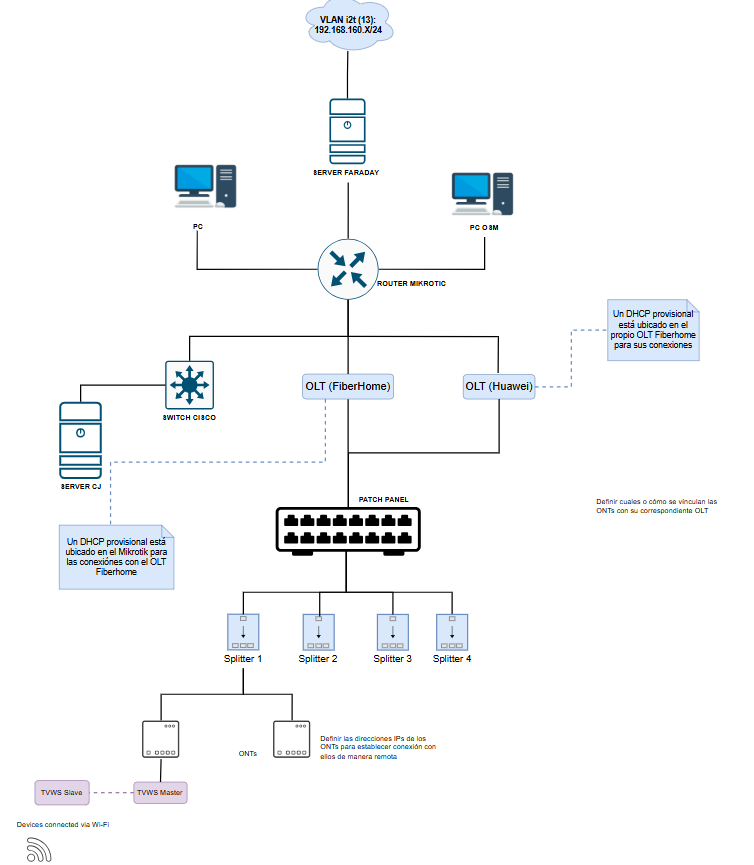 VLAN i2t (13):
192.168.160.X/24
SERVER FARADAY
PC
PC OSM
ROUTER MIKROTIC
Un DHCP provisional
está ubicado en el
propio OLT Fiberhome
para sus conexiones
OLT (FiberHome)
OLT (Huawei)
SWITCH CISCO
SERVER CJ
PATCH PANEL
Definir cuales o cómo se vinculan las
ONTs con su correspondiente OLT
Un DHCP provisional está
ubicado en el Mikrotik para
las conexiónes con el OLT
Fiberhome
Splitter 1
Splitter 2
Splitter 3
Splitter 4
ONTs
Definir las direcciones IPs de los
ONTs para establecer conexión con
ellos de manera remota
TVWS Slave
TVWS Master
Devices connected via Wi-Fi